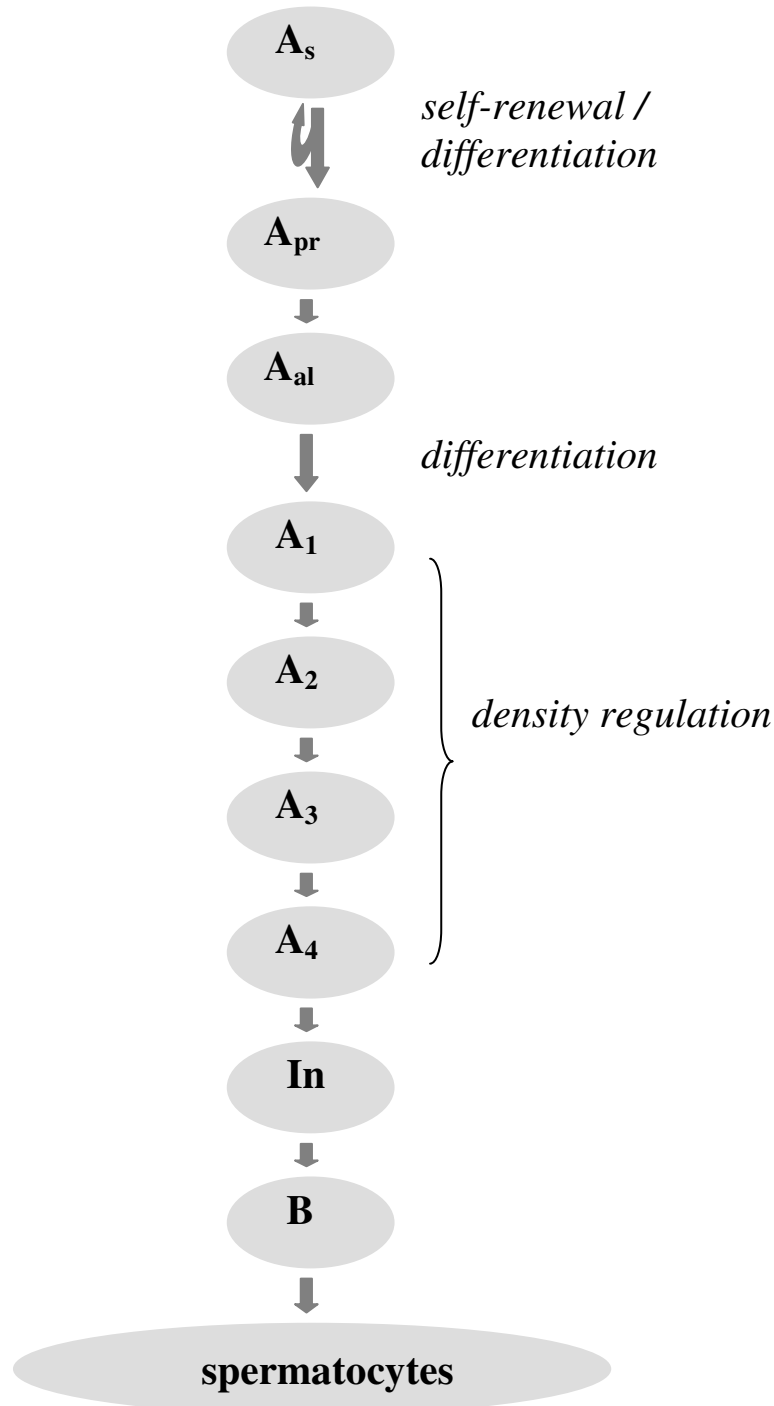 Aₛ
self-renewal /
differentiation
Aₚᵣ
Aₐₗ
differentiation
A₁
A₂
density regulation
A₃
A₄
In
B
spermatocytes